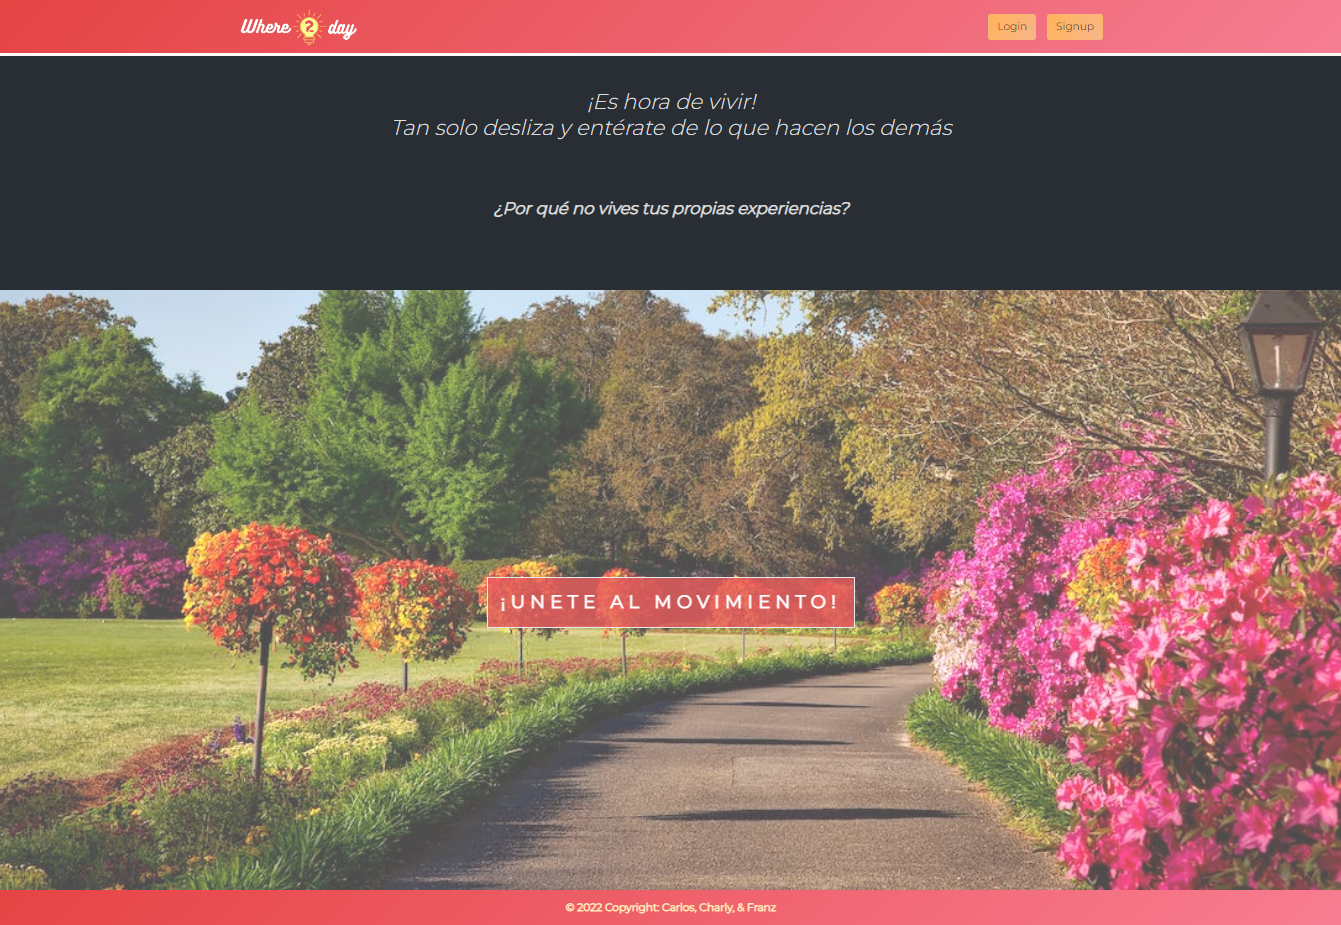 Where 2 day
Login
Signup
¡Es hora de vivir!
Tan solo desliza y entérate de lo que hacen los demás
¿Por qué no vives tus propias experiencias?
¡UNETE AL MOVIMIENTO!
© 2022 Copyright: Carlos, Charly, & Franz